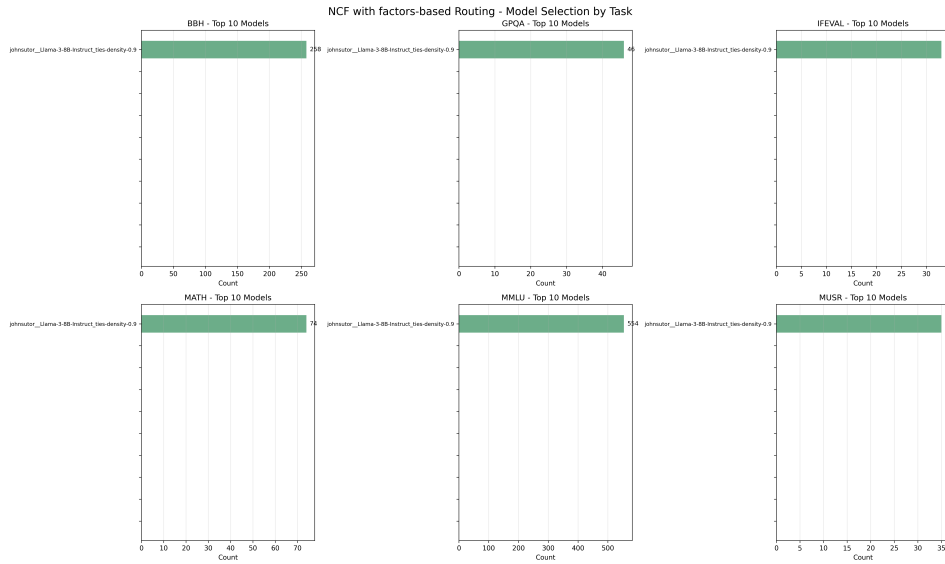 NCF with factors-based Routing - Model Selection by Task
BBH - Top 10 Models
johnsutor__Llama-3-8B-Instruct_ties-density-0.9
258
0 50 100 150 200 250
Count
GPQA - Top 10 Models
johnsutor__Llama-3-8B-Instruct_ties-density-0.9
46
0 10 20 30 40
Count
IFEVAL - Top 10 Models
johnsutor__Llama-3-8B-Instruct_ties-density-0.9
0 5 10 15 20 25 30
Count
MATH - Top 10 Models
johnsutor__Llama-3-8B-Instruct_ties-density-0.9
74
0 10 20 30 40 50 60 70
Count
MMLU - Top 10 Models
johnsutor__Llama-3-8B-Instruct_ties-density-0.9
554
0 100 200 300 400 500
Count
MUSR - Top 10 Models
johnsutor__Llama-3-8B-Instruct_ties-density-0.9
0 5 10 15 20 25 30 35
Count